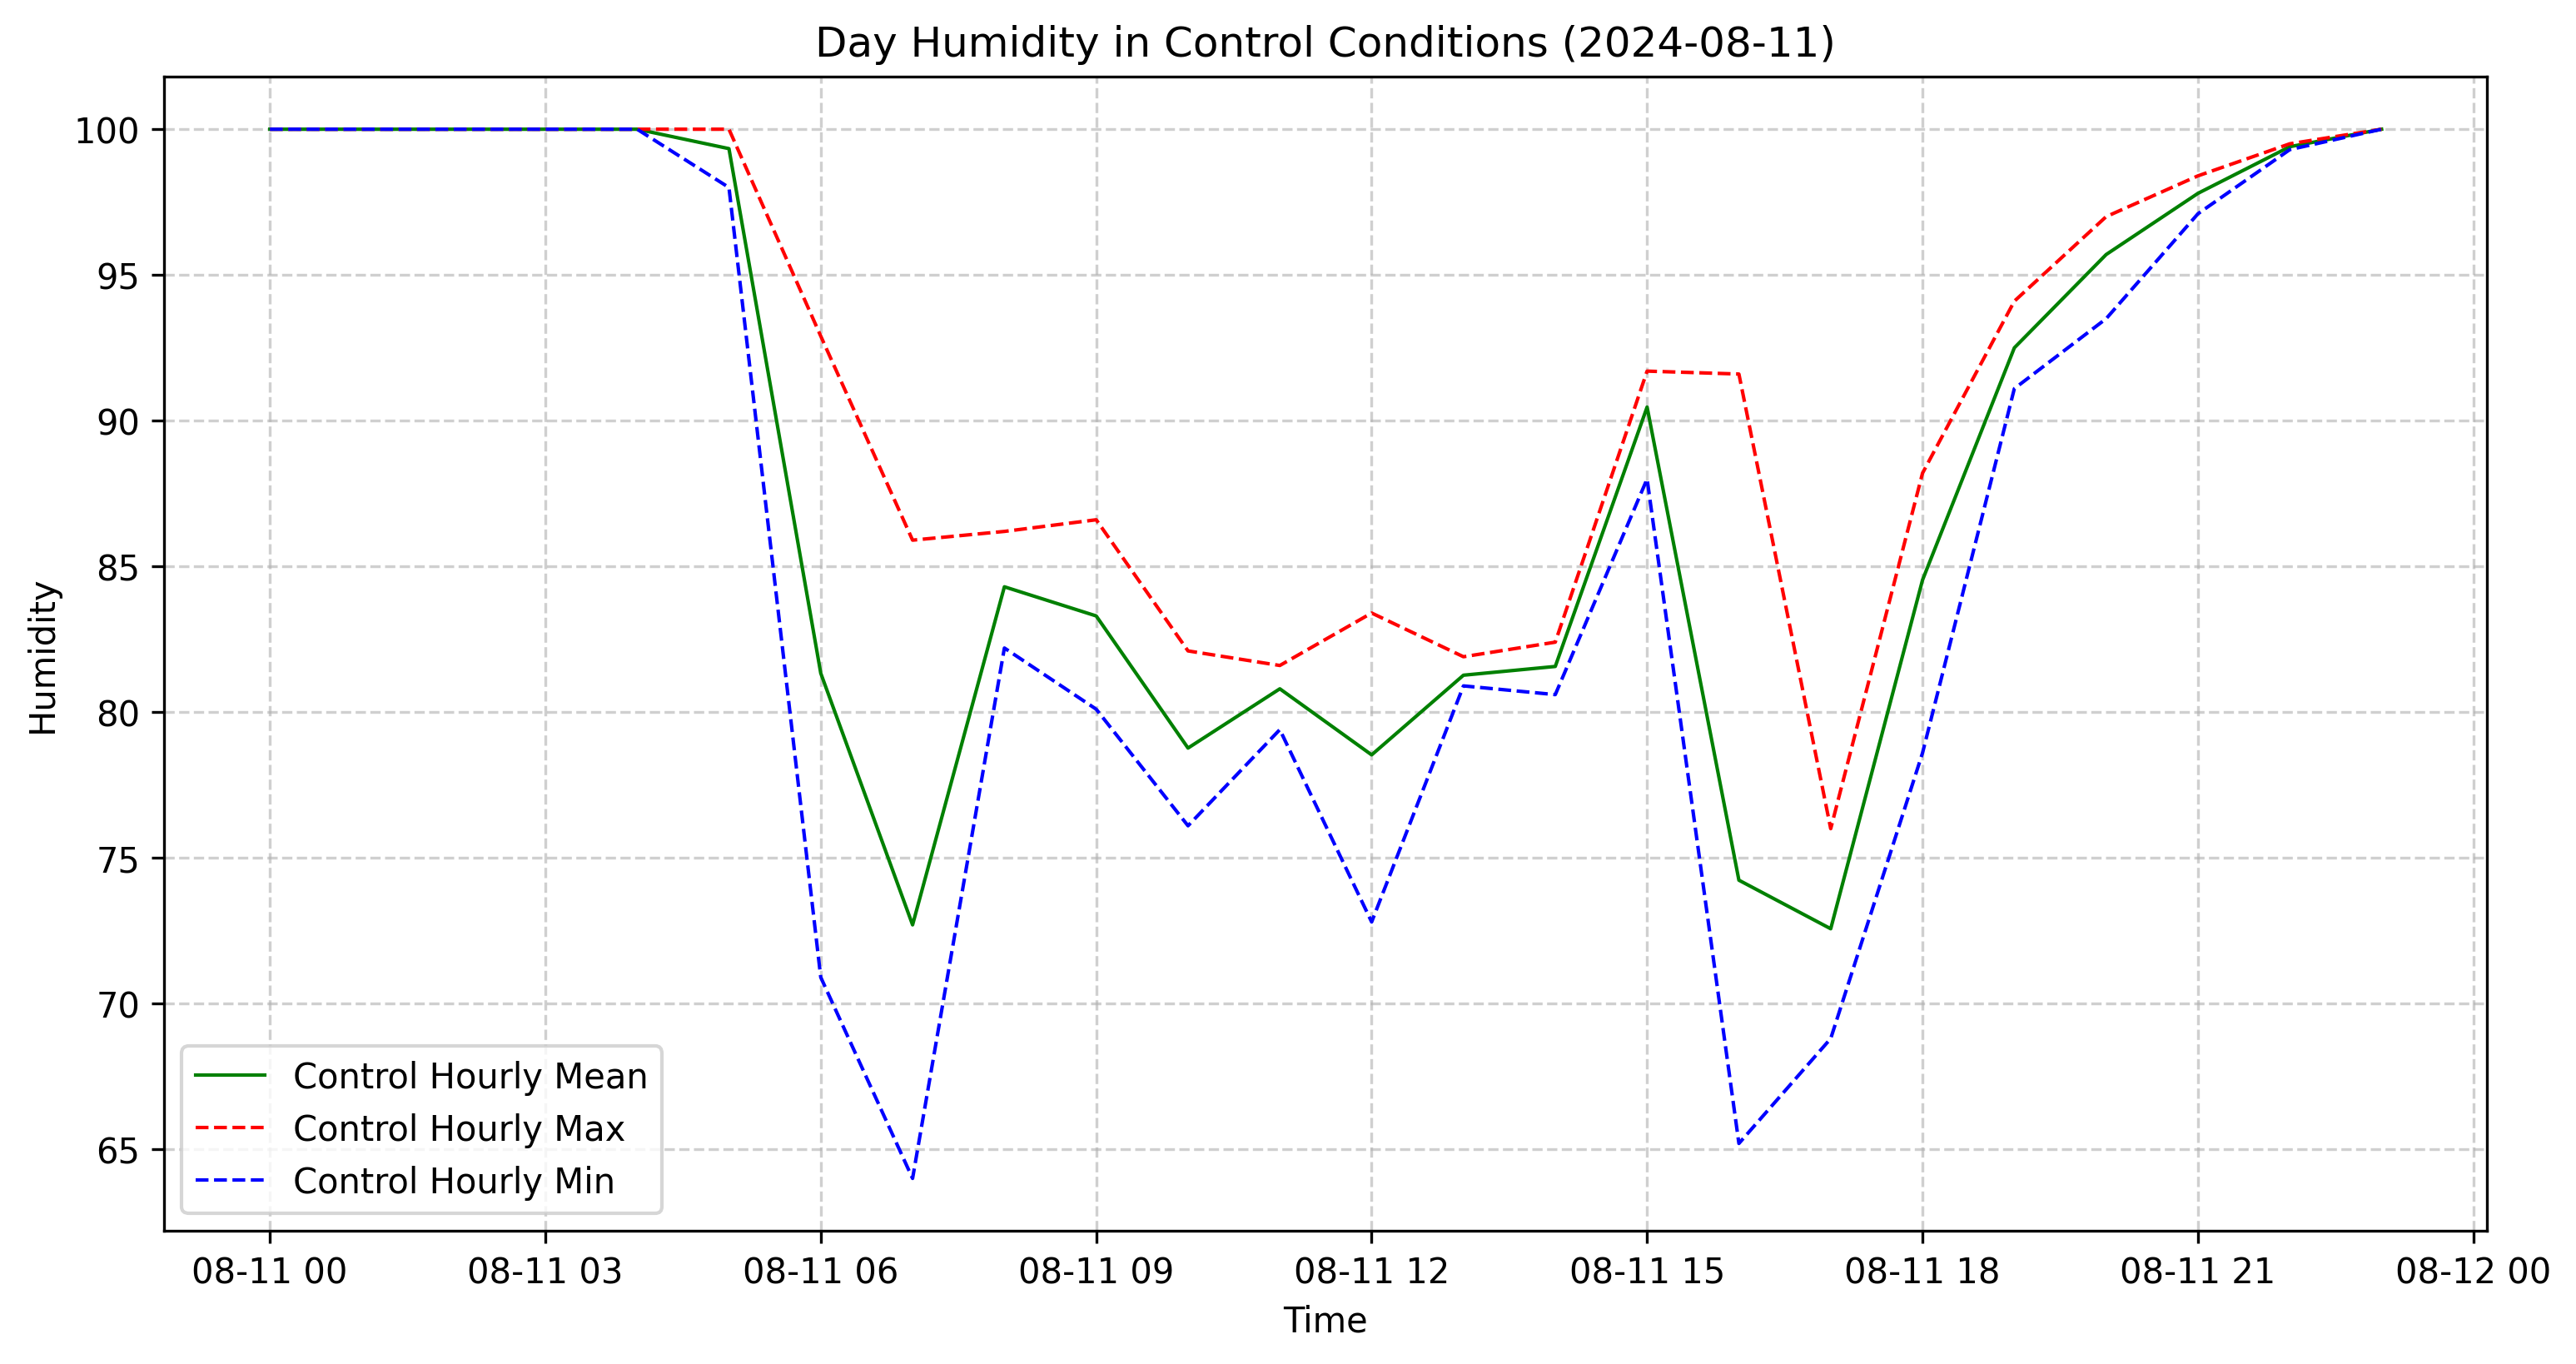 Day Humidity in Control Conditions (2024-08-11)
100
95
90
85
80
75
70
65
Humidity
Control Hourly Mean
Control Hourly Max
Control Hourly Min
08-11 00 08-11 03 08-11 06 08-11 09 08-11 12 08-11 15 08-11 18 08-11 21 08-12 00
Time